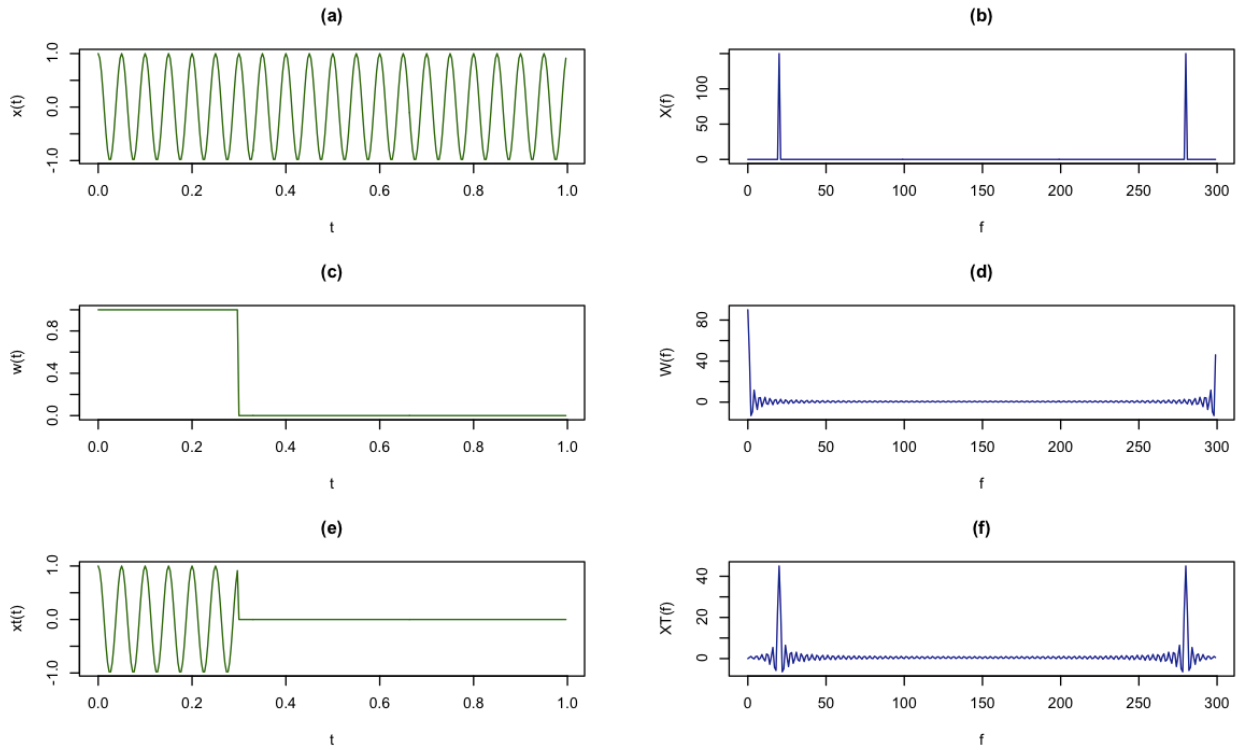 (a)
x(t)
-1.0 0.0 1.0
0.0 0.2 0.4 0.6 0.8 1.0
t
(b)
X(f)
0 50 100
0 50 100 150 200 250 300
f
(c)
w(t)
0.0 0.4 0.8
0.0 0.2 0.4 0.6 0.8 1.0
t
(d)
W(f)
0 40 80
0 50 100 150 200 250 300
f
(e)
xt(t)
-1.0 0.0 1.0
0.0 0.2 0.4 0.6 0.8 1.0
t
(f)
XT(f)
0 20 40
0 50 100 150 200 250 300
f